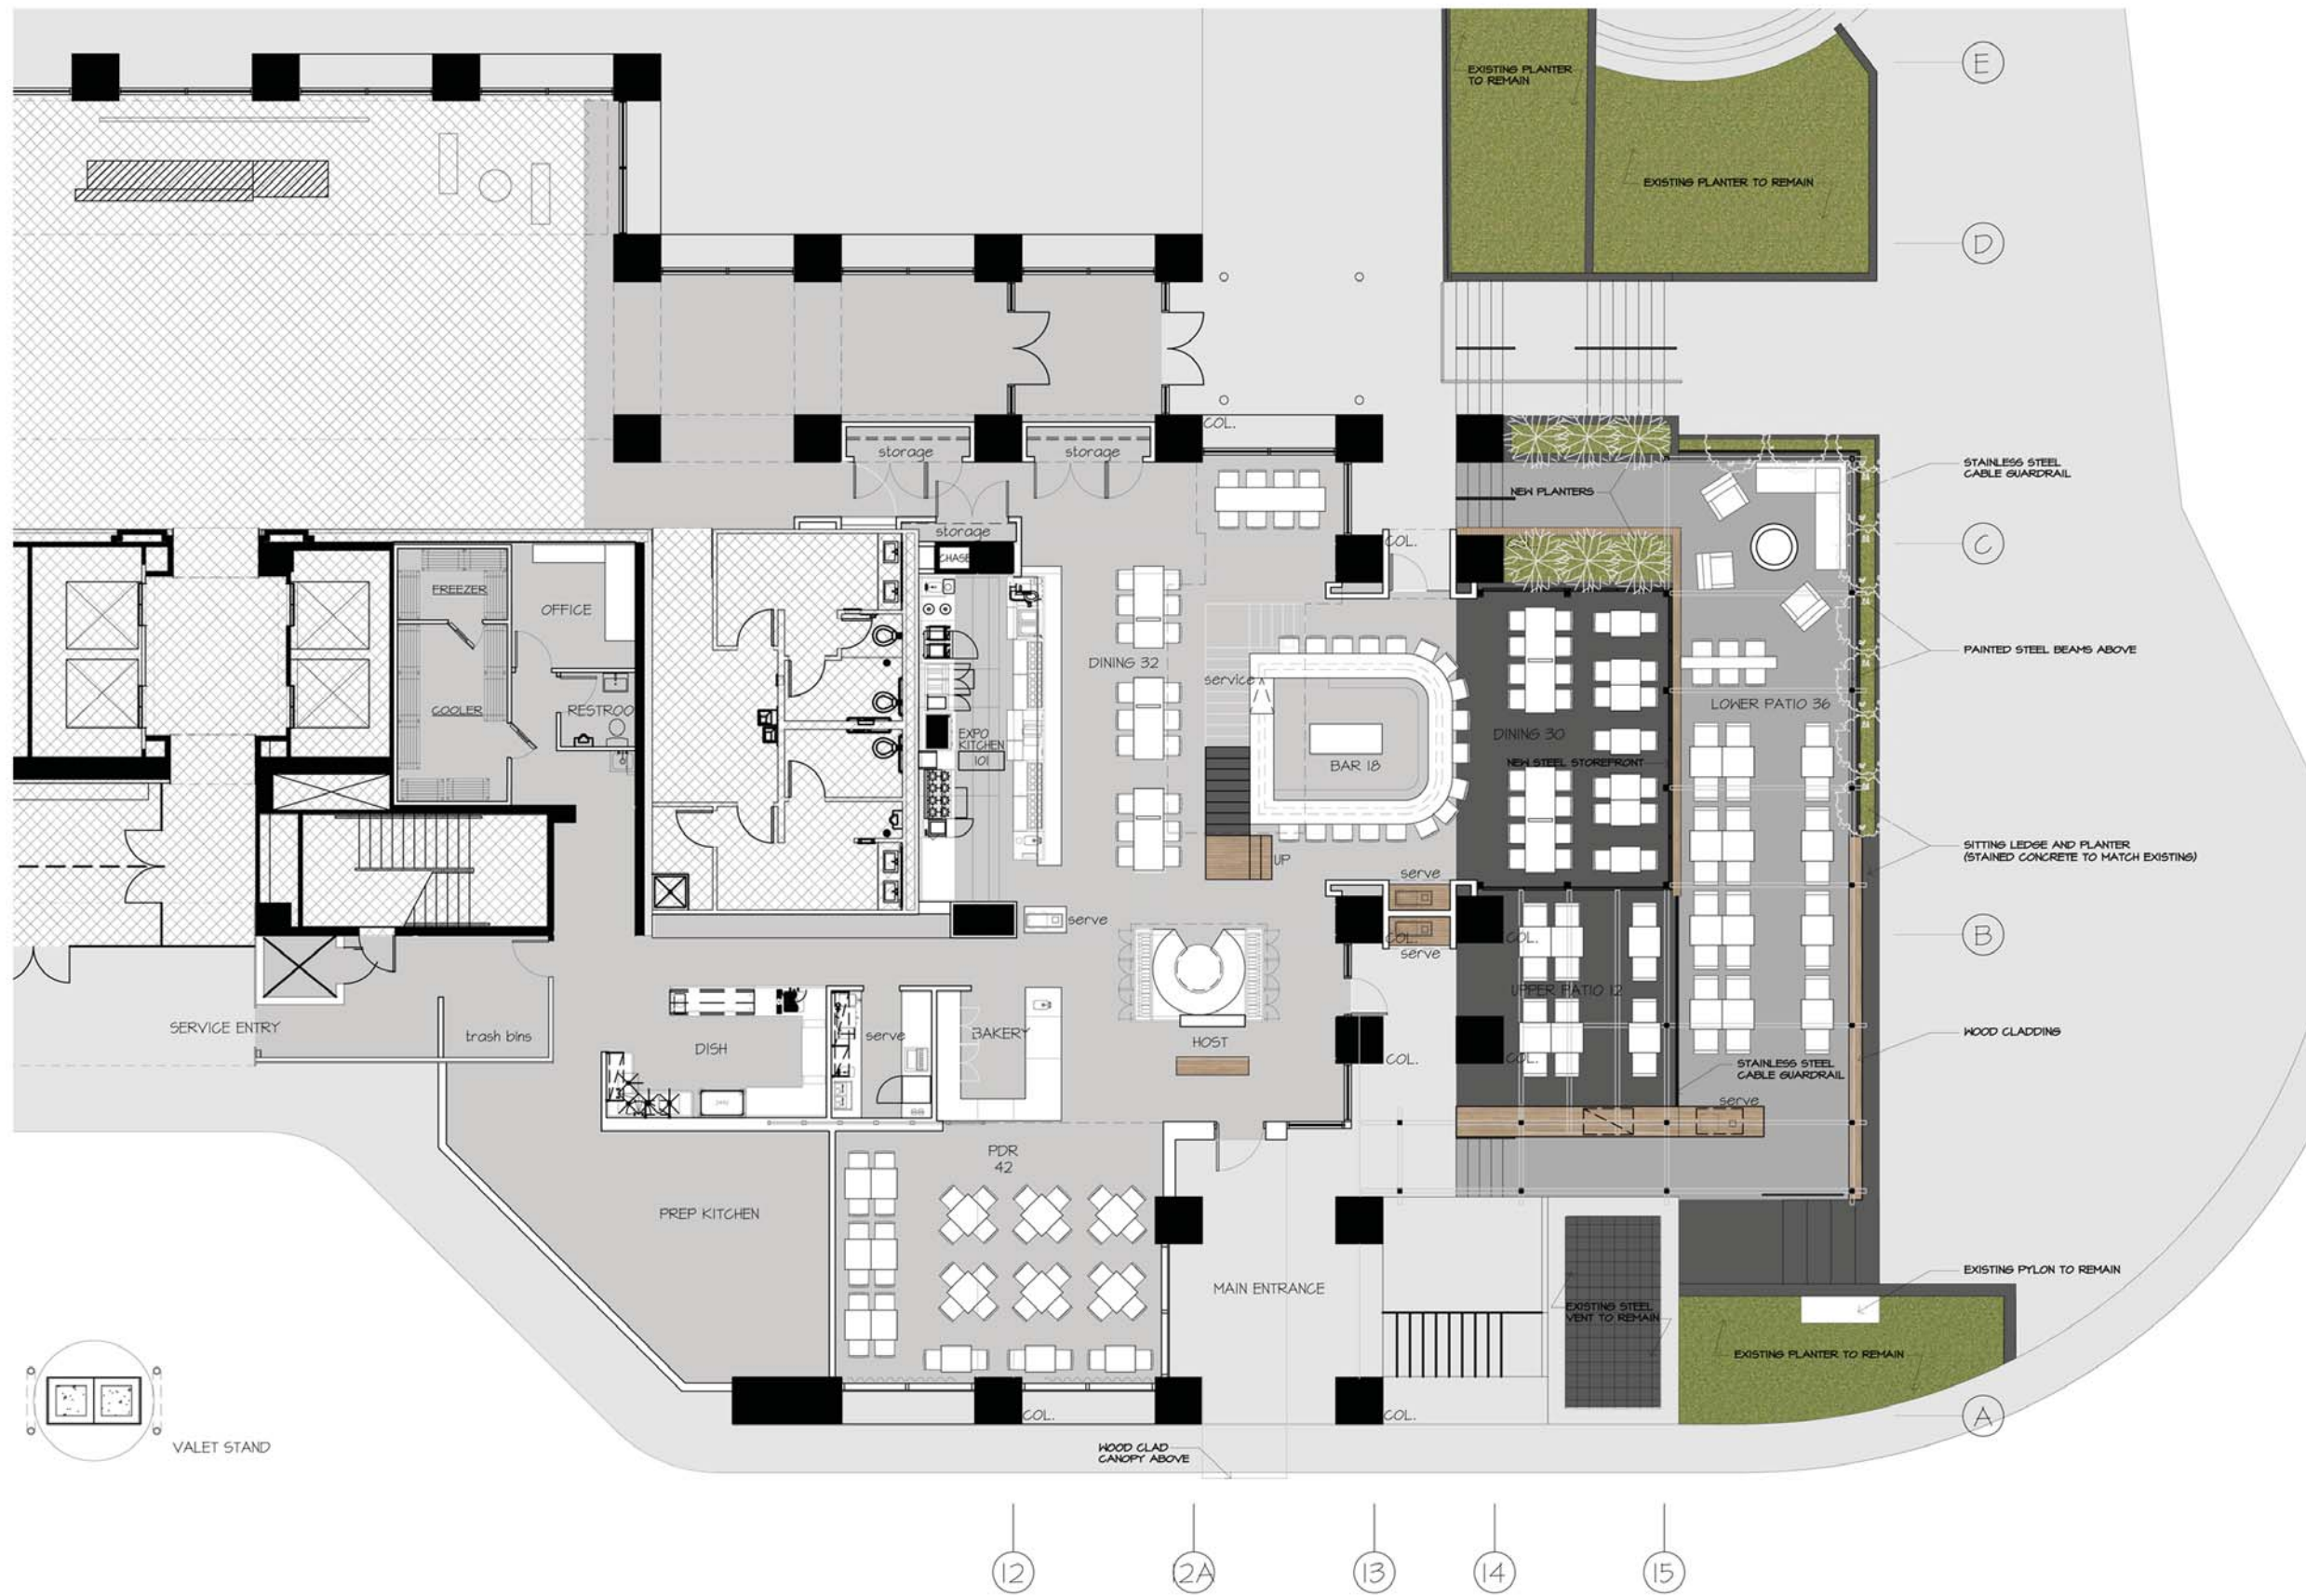 E
EXISTING PLANTER
TO REMAIN
EXISTING PLANTER TO REMAIN
D
COL.
storage
storage
STAINLESS STEEL
CABLE GUARDRAIL
NEW PLANTERS
storage
C
COL.
CHASE
FREEZER
OFFICE
PAINTED STEEL BEAMS ABOVE
DINING 32
service
COOLER
RESTROO
LOWER PATIO 36
EXPO
KITCHEN
101
DINING 30
NEW STEEL STOREFRONT
BAR 18
SITTING LEDGE AND PLANTER
(STAINED CONCRETE TO MATCH EXISTING)
UP
serve
serve
COL.
COL.
B
serve
UPPER PATIO 12
SERVICE ENTRY
trash bins
DISH
serve
BAKERY
HOST
WOOD CLADDING
COL.
COL.
STAINLESS STEEL
CABLE GUARDRAIL
serve
PDR
42
PREP KITCHEN
MAIN ENTRANCE
EXISTING PYLON TO REMAIN
EXISTING STEEL
VENT TO REMAIN
EXISTING PLANTER TO REMAIN
COL.
COL.
A
VALET STAND
WOOD CLAD
CANOPY ABOVE
12
12A
13
14
15